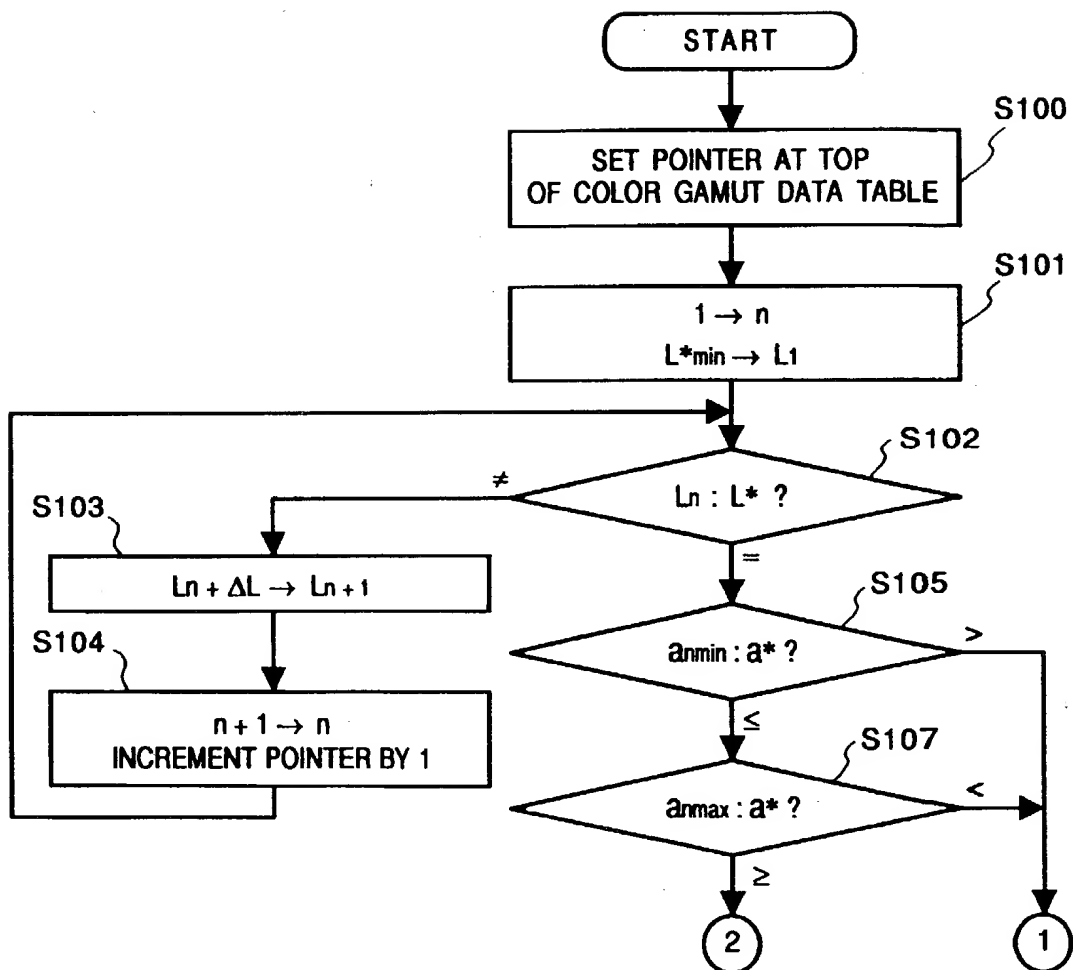 START
S100
SET POINTER AT TOP
OF COLOR GAMUT DATA TABLE
S101
1 → n
L*min → L1
S102
Ln : L* ?
≠
=
S103
Ln + ΔL → Ln + 1
S104
n + 1 → n
INCREMENT POINTER BY 1
S105
anmin : a* ?
>
≤
S107
anmax : a* ?
<
≥
2
1